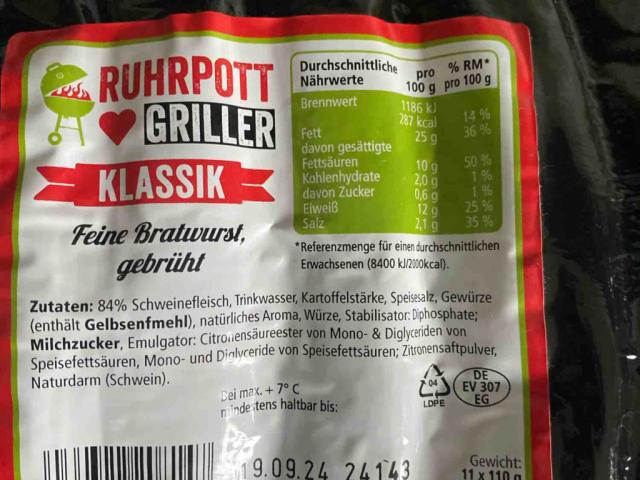 RUHRPOTT
GRILLER
KLASSIK
Feine Bratwurst,
gebrüht
Durchschnittliche Nährwerte pro 100 g % RM* pro 100 g
Brennwert 1186 kJ
287 kcal 14 %
Fett 25 g 36 %
davon gesättigte
Fettsäuren 10 g 50 %
Kohlenhydrate 2,0 g 1 %
davon Zucker 0,6 g 1 %
Eiweiß 12 g 25 %
Salz 2,1 g 35 %
*Referenzmenge für einen durchschnittlichen
Erwachsenen (8400 kJ/2000kcal).
Zutaten: 84% Schweinefleisch, Trinkwasser, Kartoffelstärke, Speisesalz, Gewürze
(enthält Gelbsenfmehl), natürliches Aroma, Würze, Stabilisator: Diphosphate;
Milchzucker, Emulgator: Citronensäureester von Mono- & Diglyceriden von
Speisefettsäuren, Mono- und Diglyceride von Speisefettsäuren; Zitronensaftpulver,
Naturdarm (Schwein).
Bei max. + 7° C
mindestens haltbar bis:
04
LDPE
DE
EV 307
EG
19.09.24 24143
Gewicht:
11 x 110 g